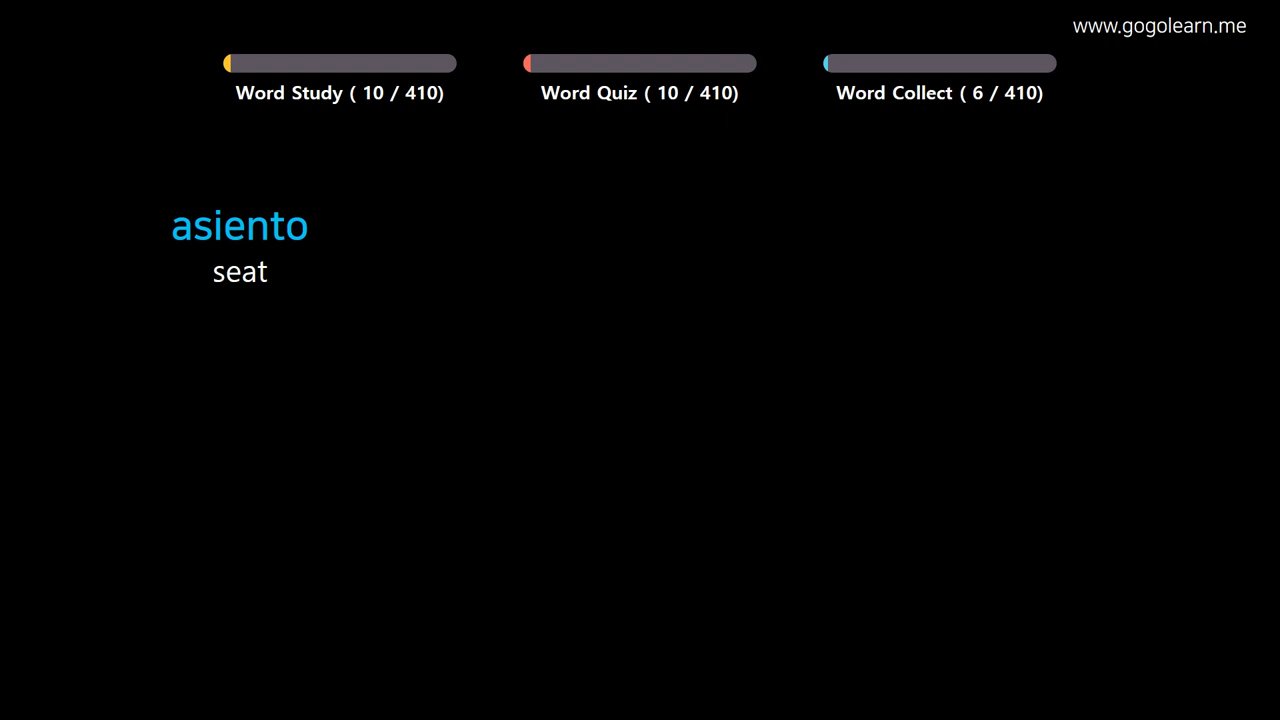 www.gogolearn.me
Word Study ( 10 / 410)
Word Quiz ( 10 / 410)
Word Collect ( 6 / 410)
asiento
seat